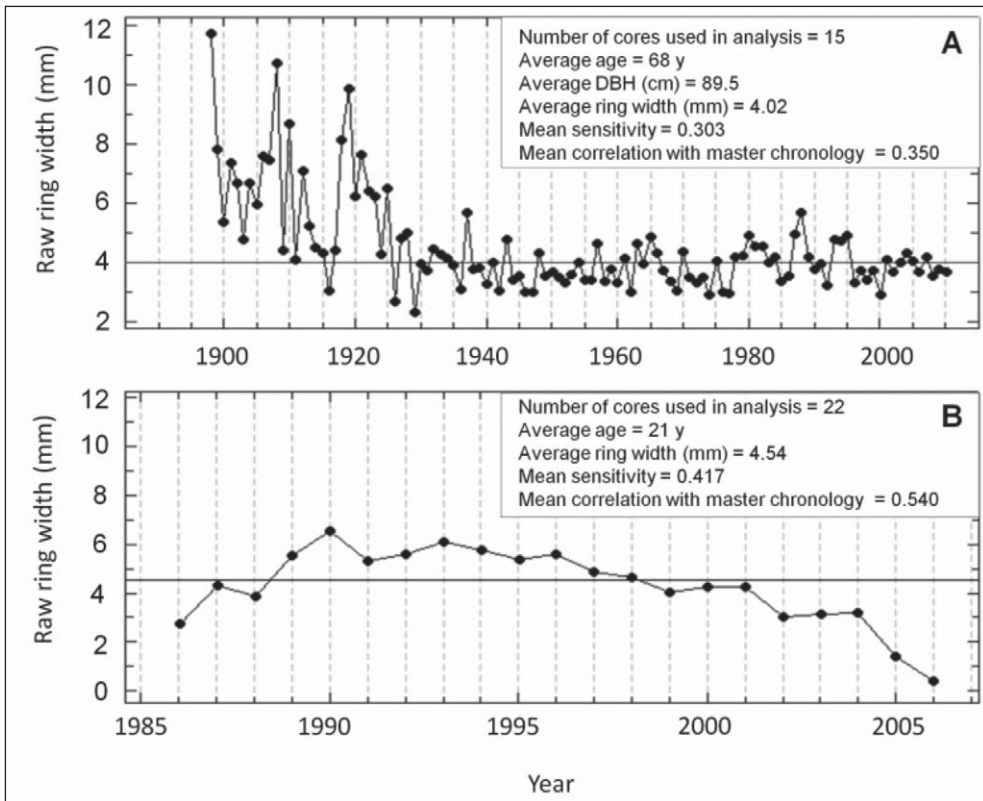 A
Number of cores used in analysis = 15
Average age = 68 y
Average DBH (cm) = 89.5
Average ring width (mm) = 4.02
Mean sensitivity = 0.303
Mean correlation with master chronology = 0.350
Raw ring width (mm)
12
10
8
6
4
2
1900 1920 1940 1960 1980 2000
B
Number of cores used in analysis = 22
Average age = 21 y
Average ring width (mm) = 4.54
Mean sensitivity = 0.417
Mean correlation with master chronology = 0.540
Raw ring width (mm)
12
10
8
6
4
2
0
1985 1990 1995 2000 2005
Year